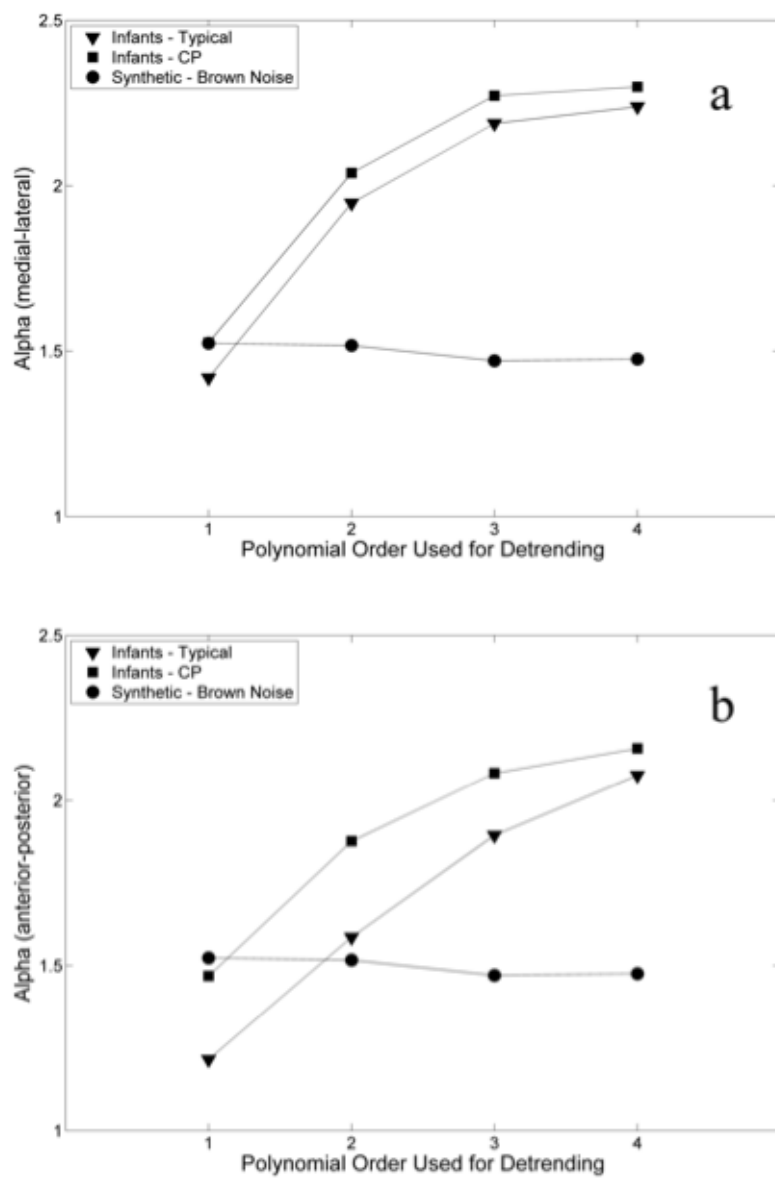 2.5
Infants - Typical
Infants - CP
Synthetic - Brown Noise
a
2
Alpha (medial-lateral)
1.5
1
1 2 3 4
Polynomial Order Used for Detrending
2.5
Infants - Typical
Infants - CP
Synthetic - Brown Noise
b
2
Alpha (anterior-posterior)
1.5
1
1 2 3 4
Polynomial Order Used for Detrending